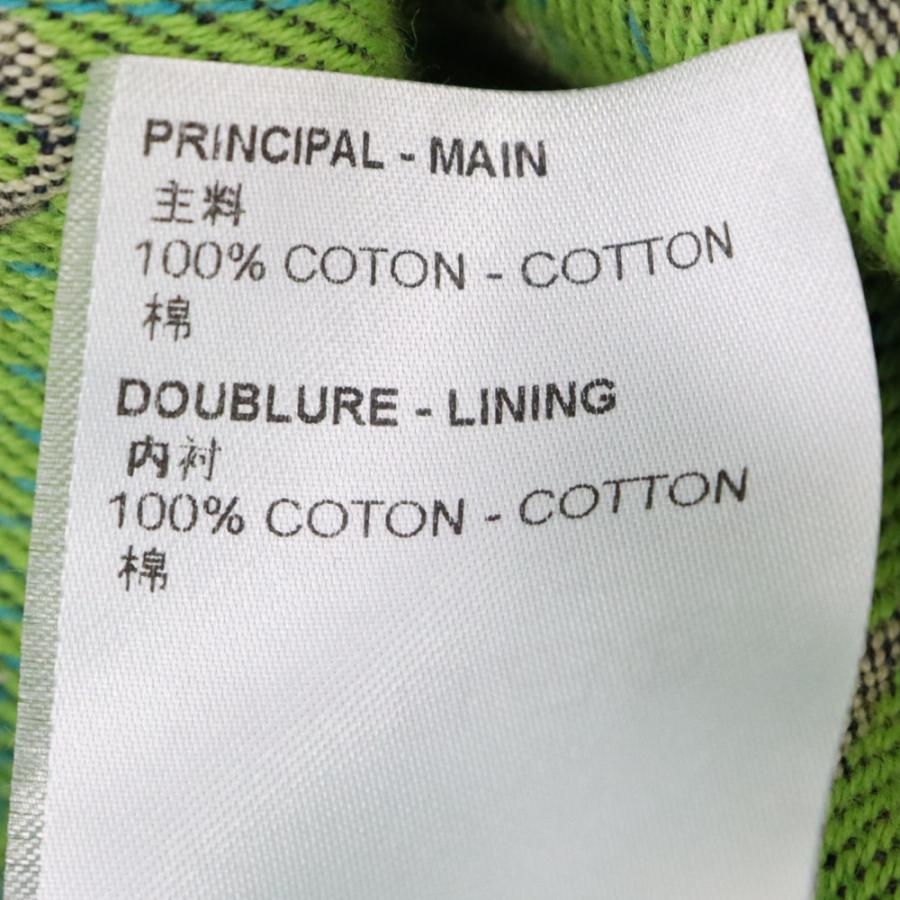 PRINCIPAL - MAIN
主料
100% COTON - COTTON
棉
DOUBLURE - LINING
内衬
100% COTON - COTTON
棉